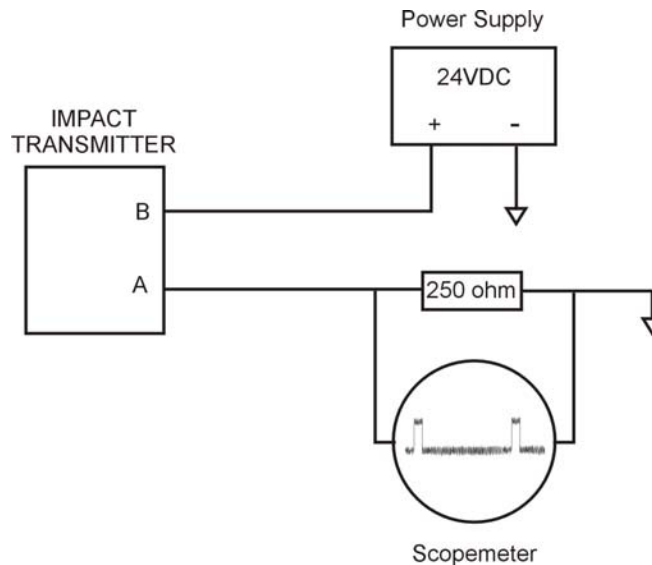 Power Supply
24VDC
+ -
IMPACT
TRANSMITTER
B
A
250 ohm
Scopemeter